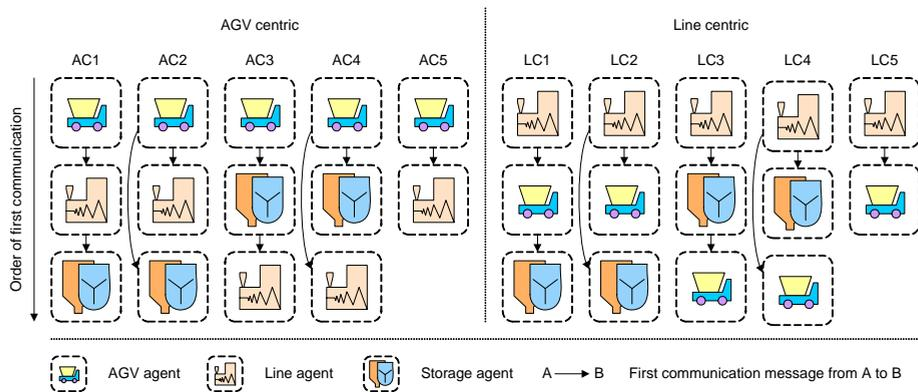 AGV centric
Line centric
AC1 AC2 AC3 AC4 AC5
LC1 LC2 LC3 LC4 LC5
Order of first communication
AGV agent
Line agent
Storage agent
A B
First communication message from A to B